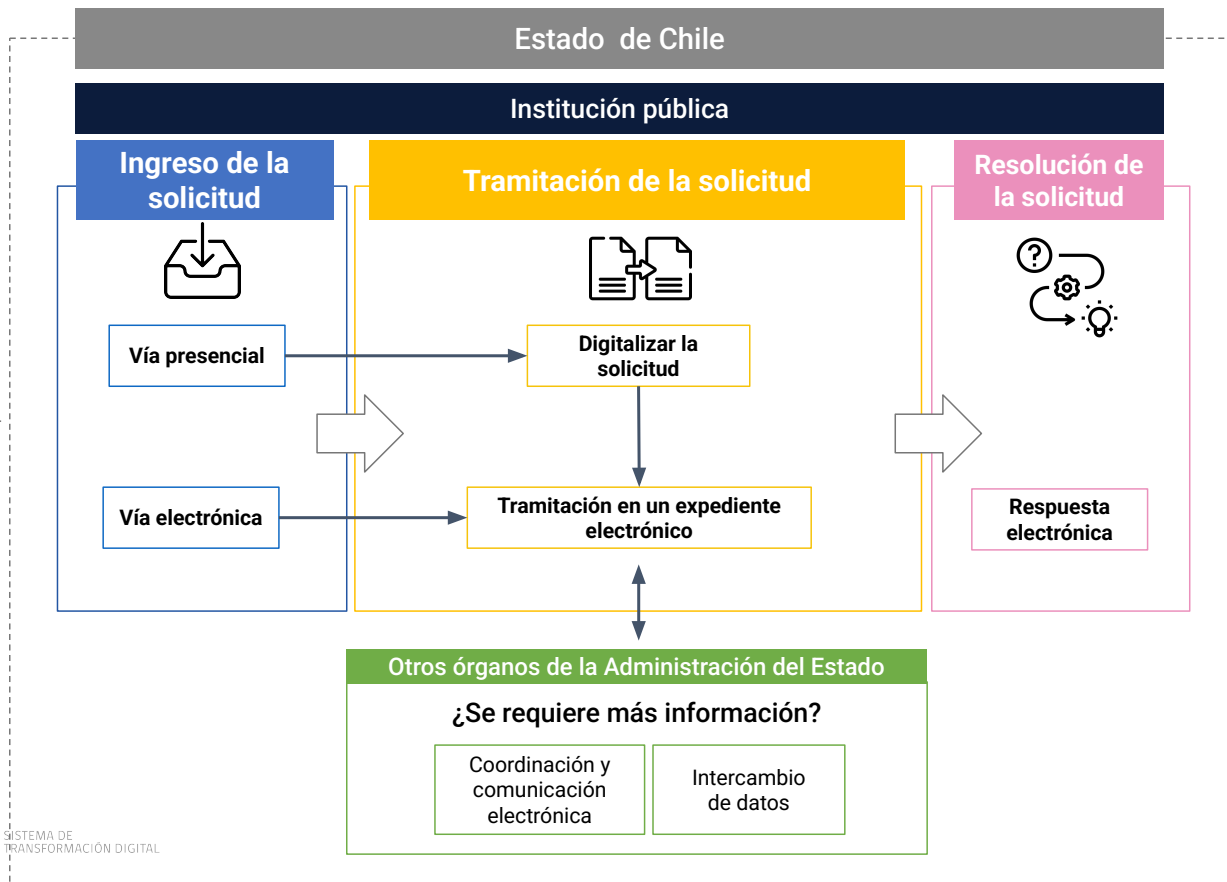 Estado de Chile
Institución pública
Ingreso de la
solicitud
Tramitación de la solicitud
Resolución de
la solicitud
?
Vía presencial
Digitalizar la
solicitud
Vía electrónica
Tramitación en un expediente
electrónico
Respuesta
electrónica
Otros órganos de la Administración del Estado
¿Se requiere más información?
Coordinación y
comunicación
electrónica
Intercambio
de datos
SISTEMA DE
TRANSFORMACIÓN DIGITAL